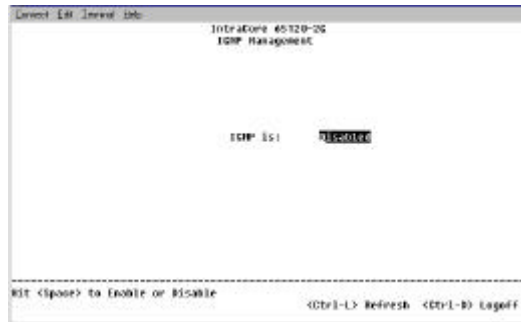 Connect Edit Terminal Help
IntraCore 65120-2G
IGMP Management
IGMP is: Disabled
Hit <Space> to Enable or Disable
<Ctrl-L> Refresh <Ctrl-D> Logoff